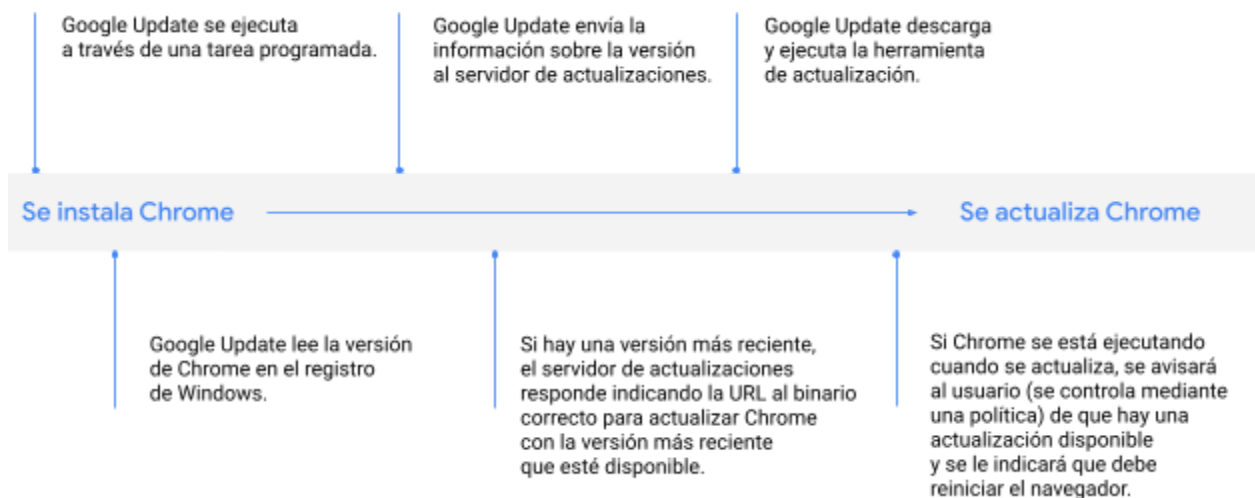 Google Update se ejecuta
a través de una tarea programada.
Google Update envía la
información sobre la versión
al servidor de actualizaciones.
Google Update descarga
y ejecuta la herramienta
de actualización.
Se instala Chrome
Se actualiza Chrome
Google Update lee la versión
de Chrome en el registro
de Windows.
Si hay una versión más reciente,
el servidor de actualizaciones
responde indicando la URL al binario
correcto para actualizar Chrome
con la versión más reciente
que esté disponible.
Si Chrome se está ejecutando
cuando se actualiza, se avisará
al usuario (se controla mediante
una política) de que hay una
actualización disponible
y se le indicará que debe
reiniciar el navegador.